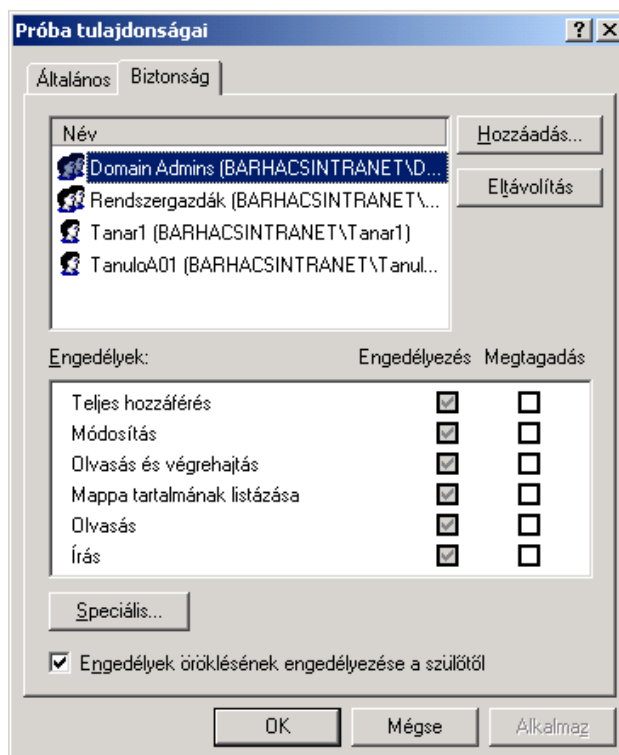 Próba tulajdonságai
Általános Biztonság
Név
Domain Admins (BARHACSINTRANET\D...
Rendszergazdák (BARHACSINTRANET\...
Tanar1 (BARHACSINTRANET\Tanar1)
TanuloA01 (BARHACSINTRANET\Tanul...
Hozzáadás...
Eltávolítás
Engedélyek: Engedélyezés Megtagadás
Teljes hozzáférés
Módosítás
Olvasás és végrehajtás
Mappa tartalmának listázása
Olvasás
Írás
Speciális...
Engedélyek öröklésének engedélyezése a szülőtől
OK Mégse Alkalmaz